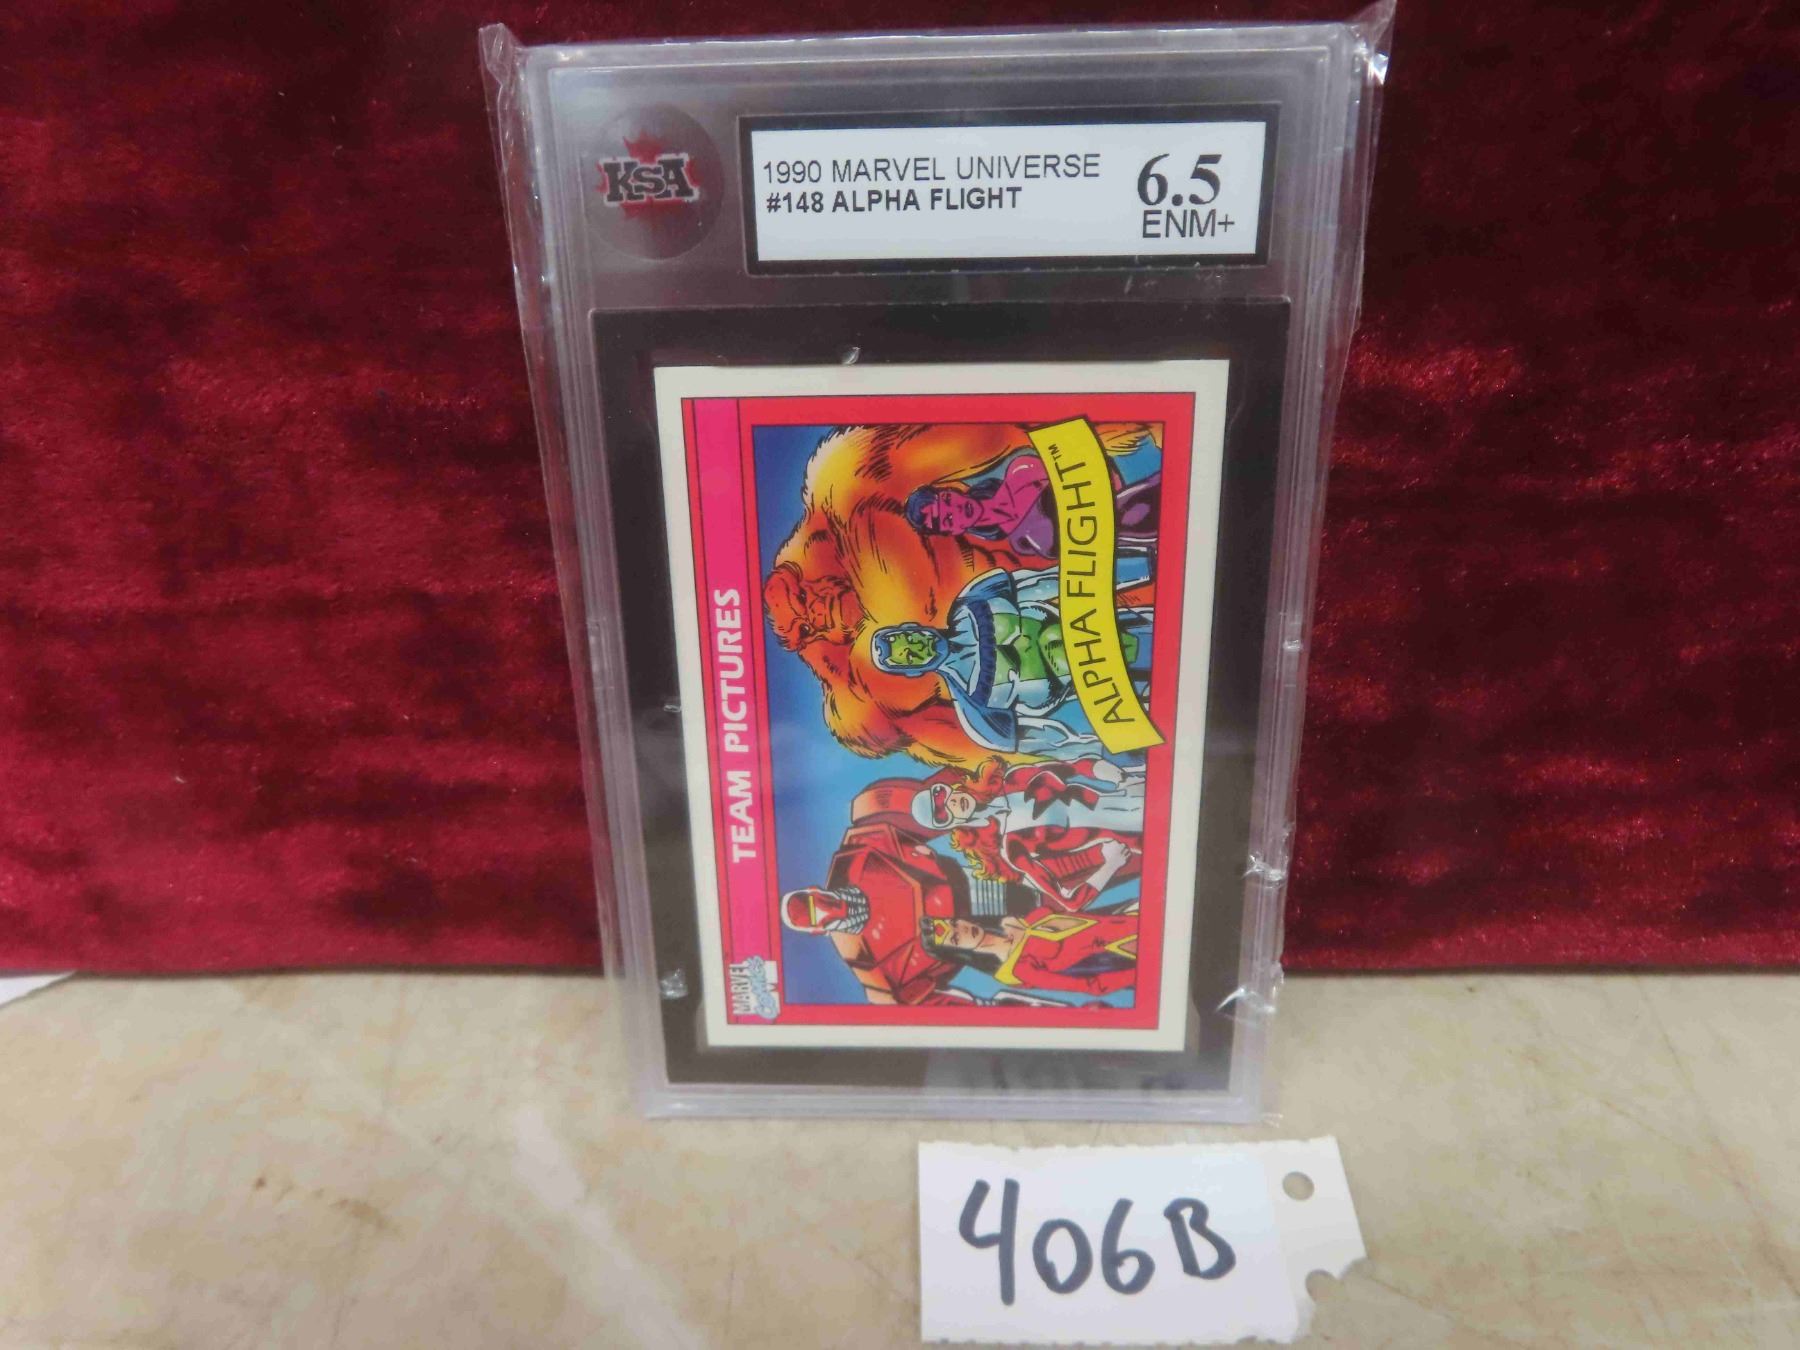 KSA
1990 MARVEL UNIVERSE
#148 ALPHA FLIGHT
6.5
ENM+
TEAM PICTURES
ALPHA FLIGHT™
MARVEL
COMICS
406B